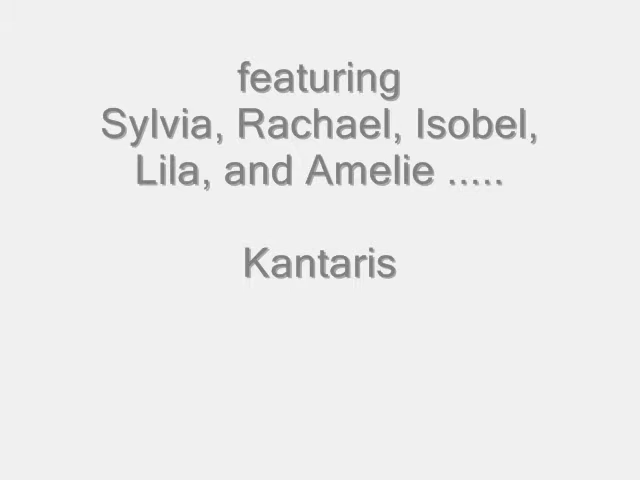 featuring
Sylvia, Rachael, Isobel,
Lila, and Amelie .....
Kantaris